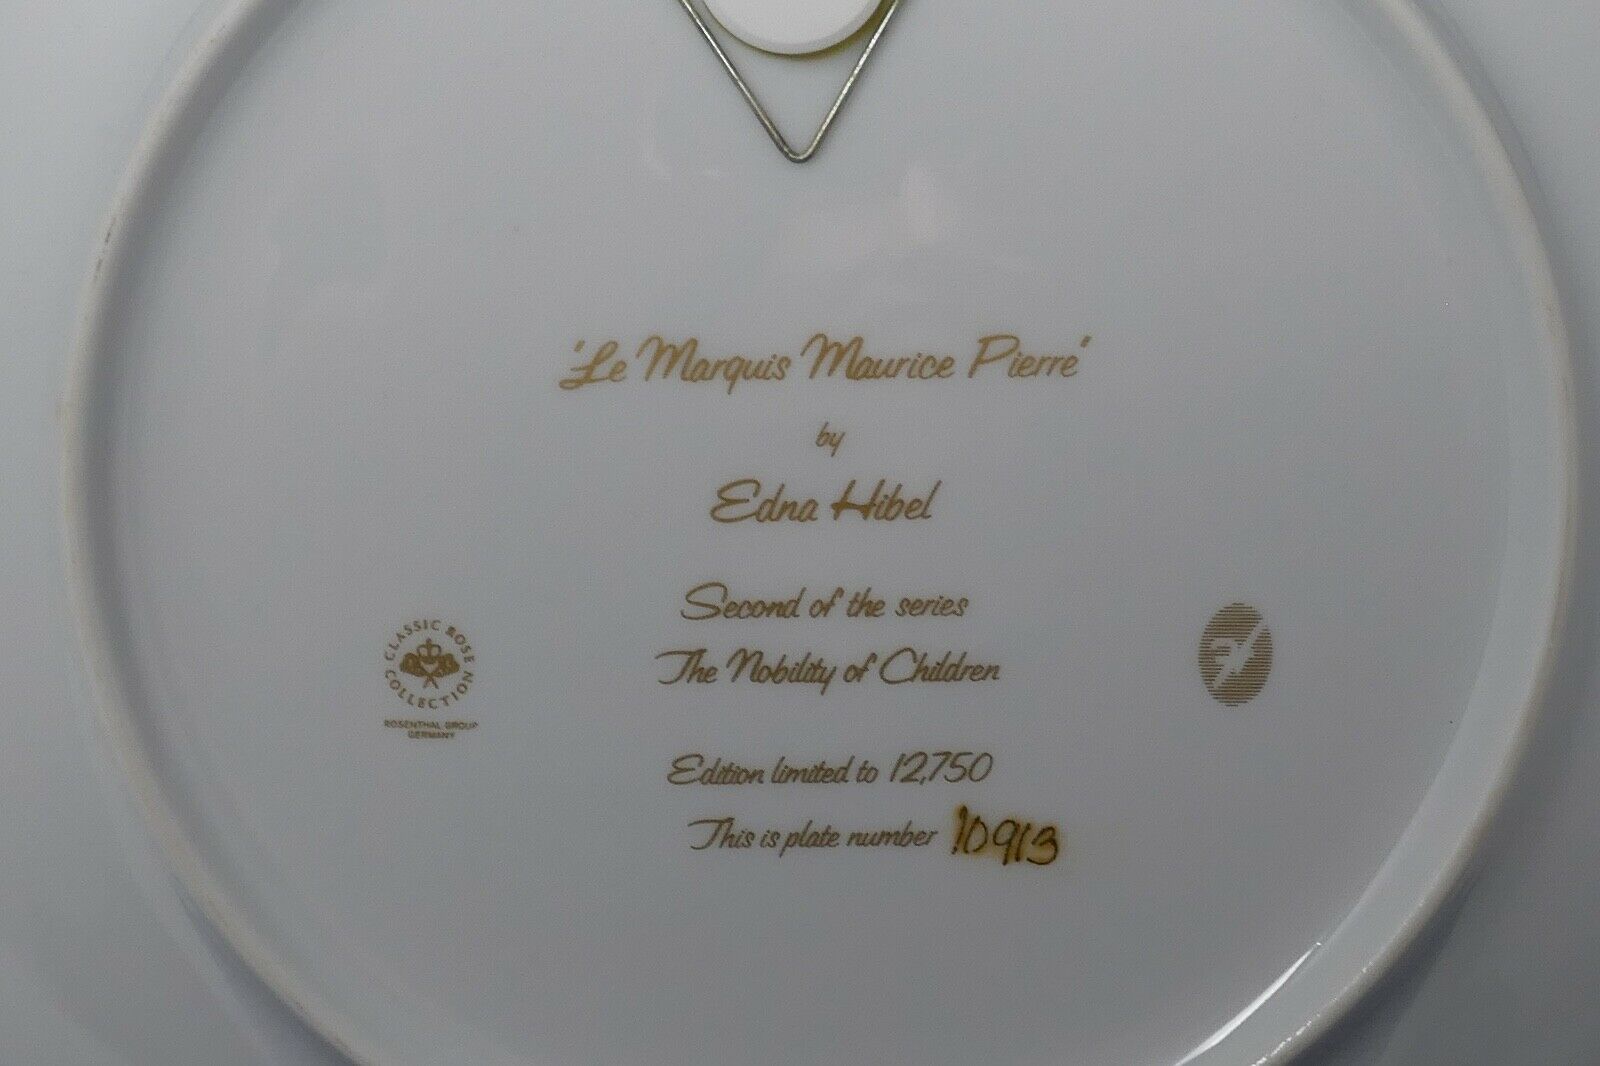 'Le Marquis Maurice Pierre'
by
Edna Hibel
Second of the series
The Nobility of Children
CLASSIC ROSE
COLLECTION
ROSENTHAL GROUP
GERMANY
Edition limited to 12,750
This is plate number 10913